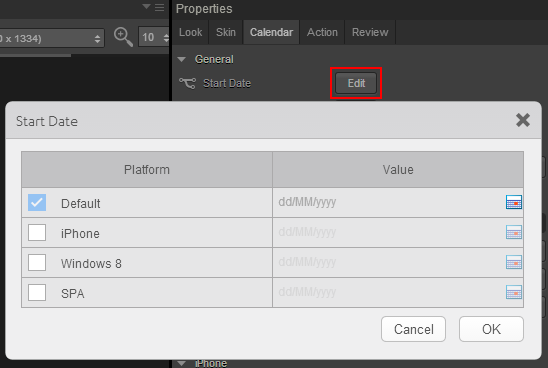 Properties
0 x 1334)
10
Look Skin Calendar Action Review
General
Start Date Edit
Start Date
Platform Value
Default dd/MM/yyyy
iPhone dd/MM/yyyy
Windows 8 dd/MM/yyyy
SPA dd/MM/yyyy
Cancel OK
iPhone